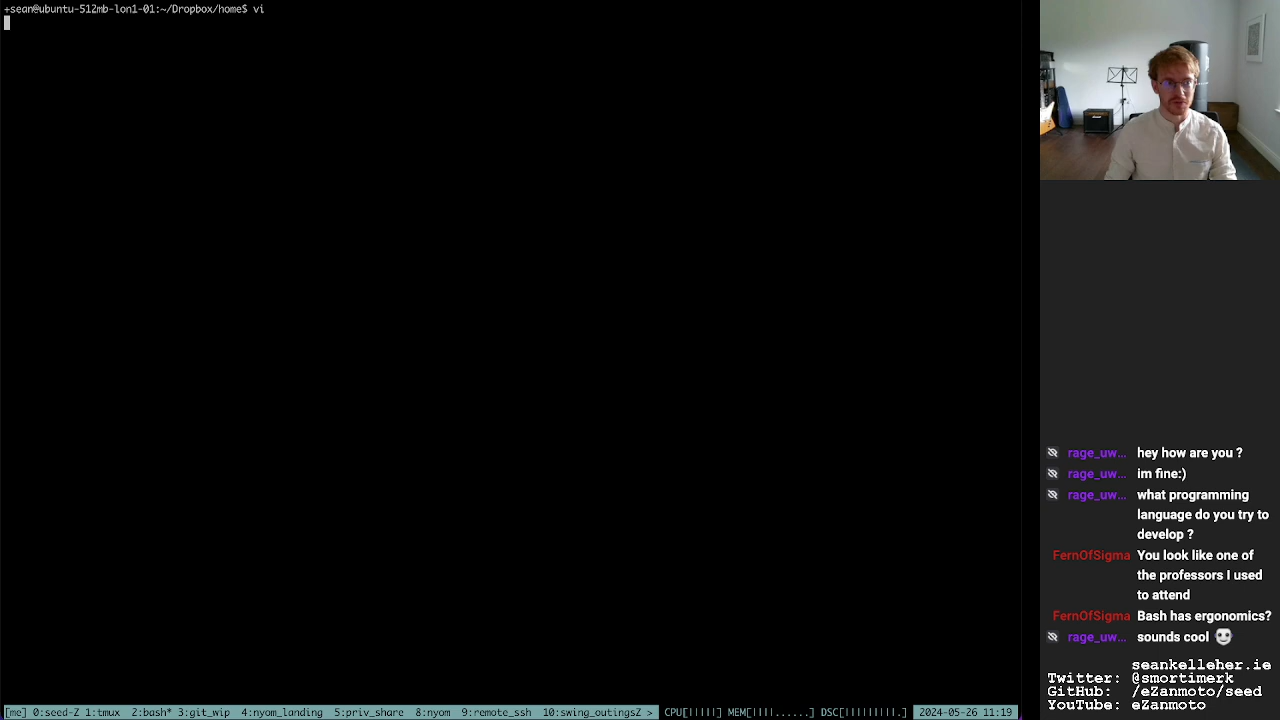 +sean@ubuntu-512mb-lon1-01:~/Dropbox/home$ vi
rage_uw... hey how are you ?
rage_uw... im fine:)
rage_uw... what programming
language do you try to
develop ?
FernOfSigma You look like one of
the professors I used
to attend
FernOfSigma Bash has ergonomics?
rage_uw... sounds cool
seankelleher.ie
Twitter: @smortimerk
GitHub: /eZanmoto/seed
YouTube: eZanmoto
[me] 0:seed-Z 1:tmux 2:bash* 3:git_wip 4:nyom_landing 5:priv_share 8:nyom 9:remote_ssh 10:swing_outingsZ > CPU[|||||] MEM[||||......] DSC[|||||||||.] 2024-05-26 11:19